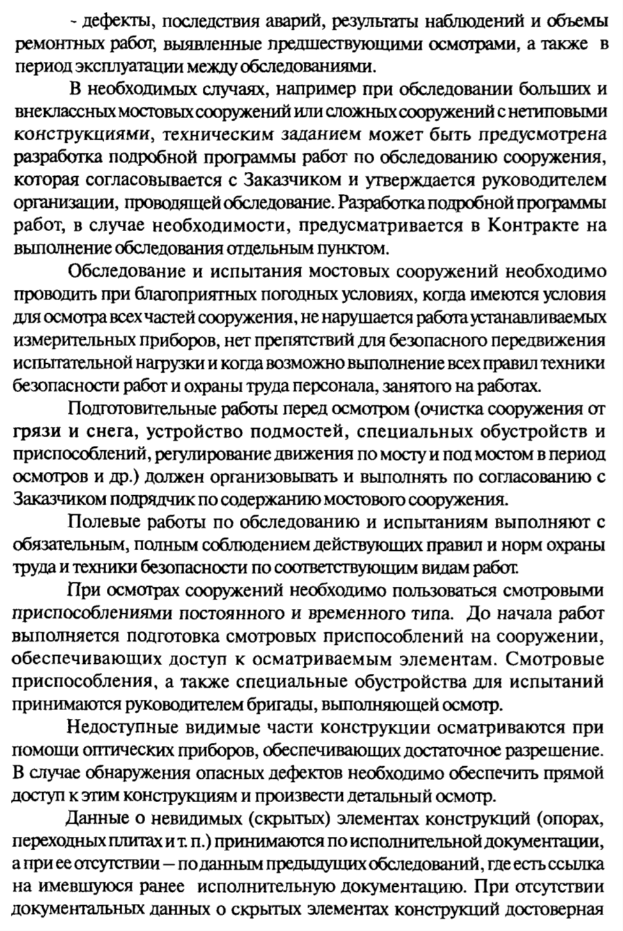 - дефекты, последствия аварий, результаты наблюдений и объемы
ремонтных работ, выявленные предшествующими осмотрами, а также в
период эксплуатации между обследованиями.
В необходимых случаях, например при обследовании больших и
внеклассных мостовых сооружений или сложных сооружений с нетиповыми
конструкциями, техническим заданием может быть предусмотрена
разработка подробной программы работ по обследованию сооружения,
которая согласовывается с Заказчиком и утверждается руководителем
организации, проводящей обследование. Разработка подробной программы
работ, в случае необходимости, предусматривается в Контракте на
выполнение обследования отдельным пунктом.
Обследование и испытания мостовых сооружений необходимо
проводить при благоприятных погодных условиях, когда имеются условия
для осмотра всех частей сооружения, не нарушается работа устанавливаемых
измерительных приборов, нет препятствий для безопасного передвижения
испытательной нагрузки и когда возможно выполнение всех правил техники
безопасности работ и охраны труда персонала, занятого на работах.
Подготовительные работы перед осмотром (очистка сооружения от
грязи и снега, устройство подмостей, специальных обустройств и
приспособлений, регулирование движения по мосту и под мостом в период
осмотров и др.) должен организовывать и выполнять по согласованию с
Заказчиком подрядчик по содержанию мостового сооружения.
Полевые работы по обследованию и испытаниям выполняют с
обязательным, полным соблюдением действующих правил и норм охраны
труда и техники безопасности по соответствующим видам работ.
При осмотрах сооружений необходимо пользоваться смотровыми
приспособлениями постоянного и временного типа. До начала работ
выполняется подготовка смотровых приспособлений на сооружении,
обеспечивающих доступ к осматриваемым элементам. Смотровые
приспособления, а также специальные обустройства для испытаний
принимаются руководителем бригады, выполняющей осмотр.
Недоступные видимые части конструкции осматриваются при
помощи оптических приборов, обеспечивающих достаточное разрешение.
В случае обнаружения опасных дефектов необходимо обеспечить прямой
доступ к этим конструкциям и произвести детальный осмотр.
Данные о невидимых (скрытых) элементах конструкций (опорах,
переходных плитах и т. п.) принимаются по исполнительной документации,
а при ее отсутствии – по данным предыдущих обследований, где есть ссылка
на имевшуюся ранее исполнительную документацию. При отсутствии
документальных данных о скрытых элементах конструкций достоверная